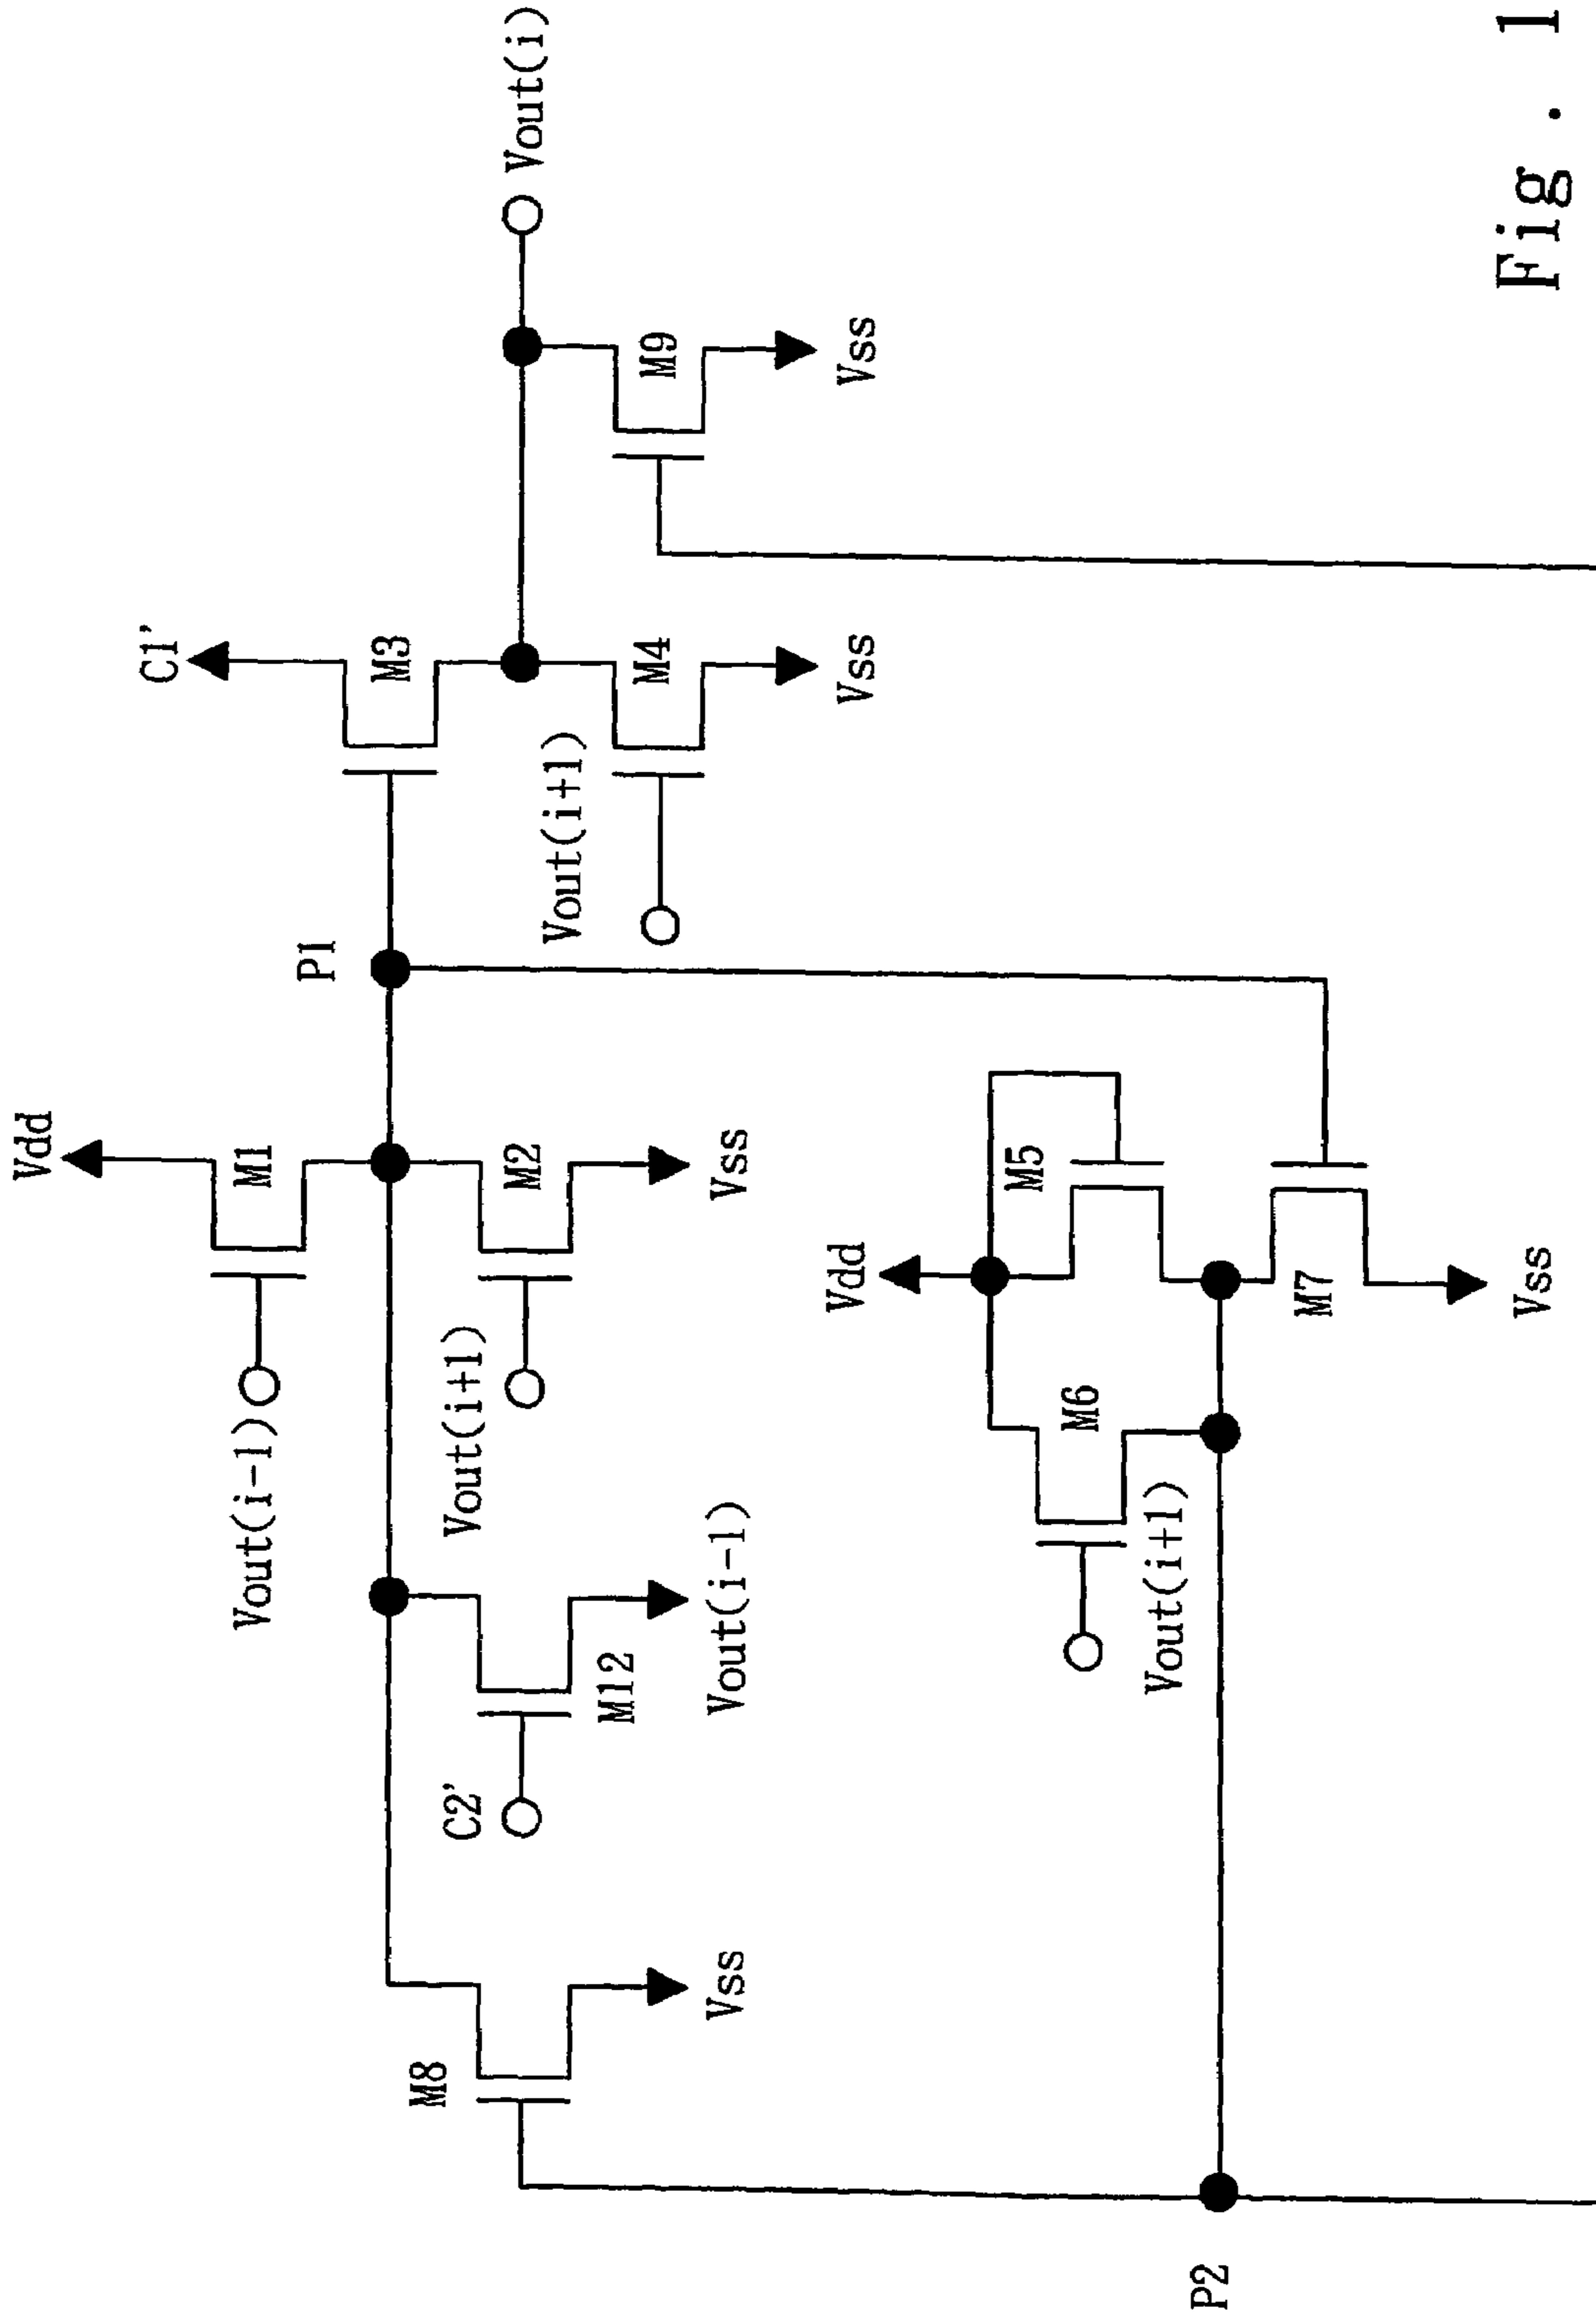 Vdd
C1'
Vout(i-1)
M1
P1
M3
M8
C2'
Vout(i+1)
M2
Vout(i+1)
M4
Vout(i)
M12
M9
Vss
Vout(i-1)
Vss
Vss
Vss
Vdd
M6
M5
Vout(i+1)
P2
M7
Vss
Fig . 1